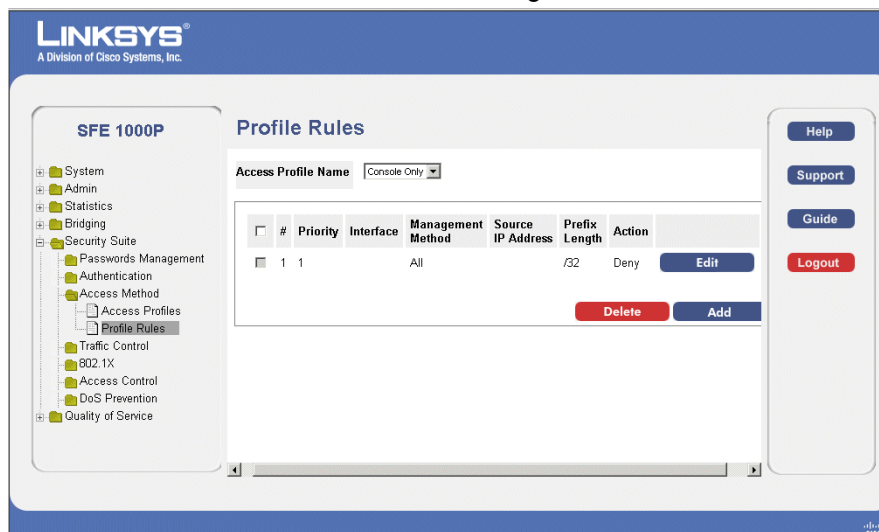 LINKSYS®
A Division of Cisco Systems, Inc.
SFE 1000P
System
Admin
Statistics
Bridging
Security Suite
Passwords Management
Authentication
Access Method
Access Profiles
Profile Rules
Traffic Control
802.1X
Access Control
DoS Prevention
Quality of Service
Profile Rules
Access Profile Name Console Only
# Priority Interface Management Method Source IP Address Prefix Length Action
1 1 All /32 Deny Edit
Delete Add
Help
Support
Guide
Logout